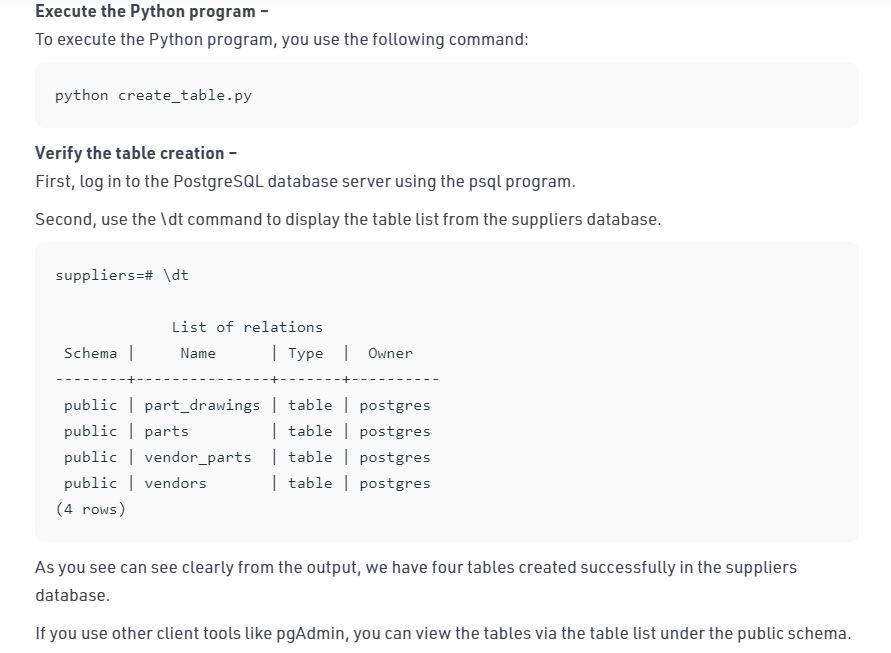 Execute the Python program –
To execute the Python program, you use the following command:
python create_table.py
Verify the table creation –
First, log in to the PostgreSQL database server using the psql program.
Second, use the \dt command to display the table list from the suppliers database.
suppliers=# \dt
             List of relations
 Schema |     Name      | Type  |  Owner
--------+---------------+-------+----------
 public | part_drawings | table | postgres
 public | parts         | table | postgres
 public | vendor_parts  | table | postgres
 public | vendors       | table | postgres
(4 rows)
As you see can see clearly from the output, we have four tables created successfully in the suppliers
database.
If you use other client tools like pgAdmin, you can view the tables via the table list under the public schema.